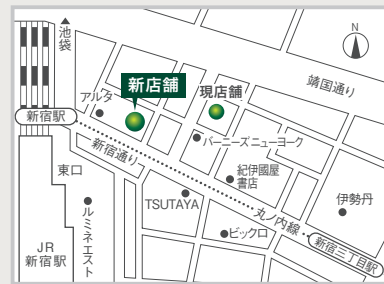 ▲池袋
N
新店舗
現店舗
靖国通り
アルタ
新宿駅
バーニーズ ニューヨーク
新宿通り
紀伊國屋
書店
東口
伊勢丹
TSUTAYA
ルミネエスト
丸ノ内線
ビックロ
新宿三丁目駅
JR
新宿駅